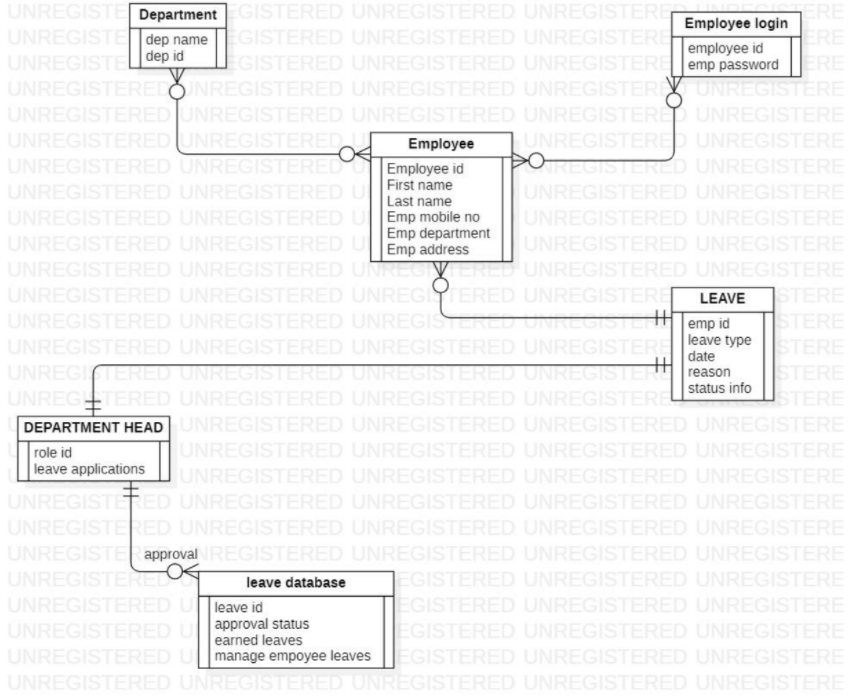 Department
dep name
dep id
Employee login
employee id
emp password
Employee
Employee id
First name
Last name
Emp mobile no
Emp department
Emp address
LEAVE
emp id
leave type
date
reason
status info
DEPARTMENT HEAD
role id
leave applications
approval
leave database
leave id
approval status
earned leaves
manage empoyee leaves
UNREGISTERED